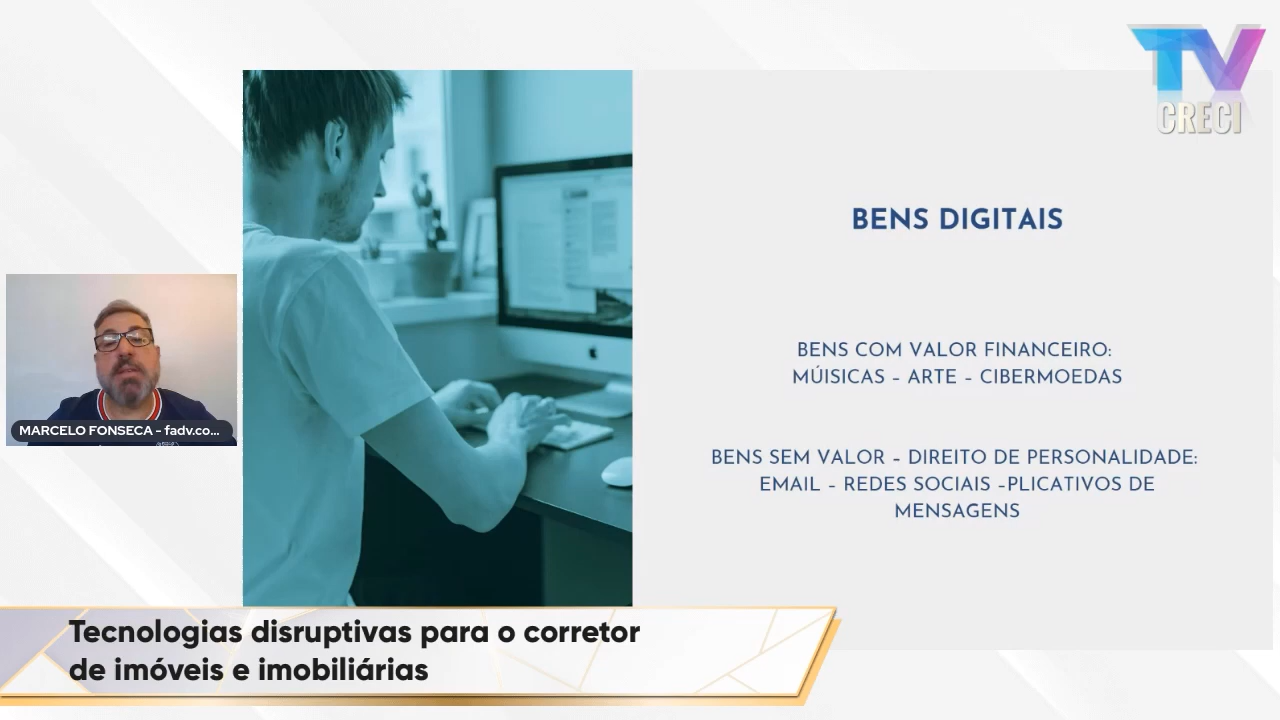 TV
CRECI
BENS DIGITAIS
BENS COM VALOR FINANCEIRO:
MÚISICAS – ARTE – CIBERMOEDAS
BENS SEM VALOR – DIREITO DE PERSONALIDADE:
EMAIL – REDES SOCIAIS –PLICATIVOS DE
MENSAGENS
MARCELO FONSECA - fadv.co...
Tecnologias disruptivas para o corretor
de imóveis e imobiliárias